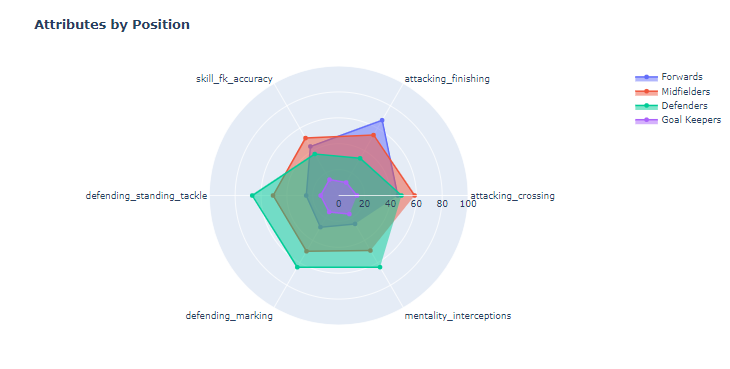 Attributes by Position
skill_fk_accuracy
attacking_finishing
Forwards
Midfielders
Defenders
Goal Keepers
defending_standing_tackle
attacking_crossing
0 20 40 60 80 100
defending_marking
mentality_interceptions